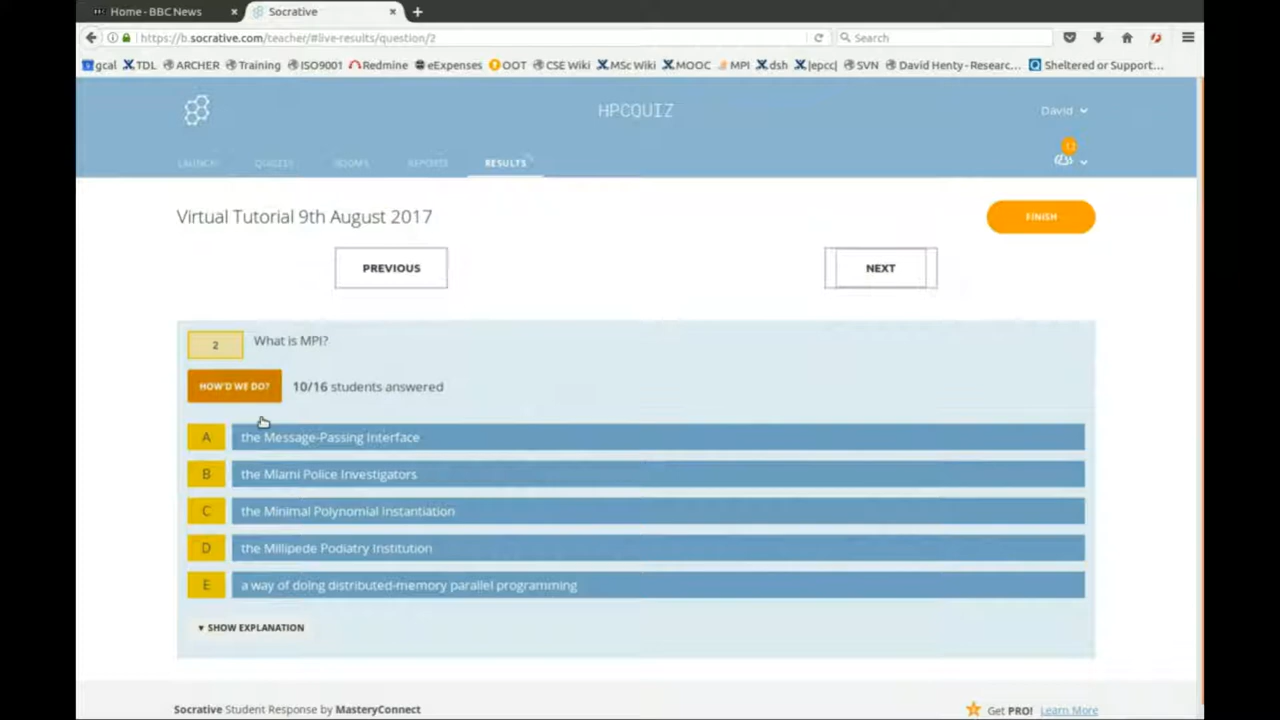 Home - BBC News
Socrative
https://b.socrative.com/teacher/#live-results/question/2
Search
gcal TDL ARCHER Training ISO9001 Redmine eExpenses OOT CSE Wiki MSc Wiki MOOC MPI dsh |epcc| SVN David Henty - Researc... Sheltered or Support...
HPCQUIZ
David
LAUNCH QUIZZES ROOMS REPORTS RESULTS
Virtual Tutorial 9th August 2017
FINISH
PREVIOUS
NEXT
2 What is MPI?
HOW'D WE DO? 10/16 students answered
A the Message-Passing Interface
B the Miami Police Investigators
C the Minimal Polynomial Instantiation
D the Millipede Podiatry Institution
E a way of doing distributed-memory parallel programming
▾ SHOW EXPLANATION
Socrative Student Response by MasteryConnect
Get PRO! Learn More